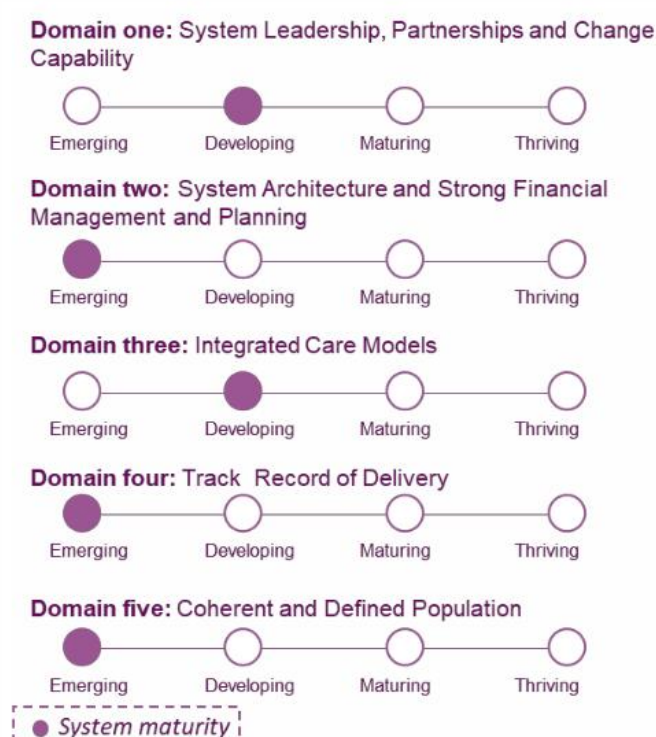 Domain one: System Leadership, Partnerships and Change
Capability
Emerging Developing Maturing Thriving
Domain two: System Architecture and Strong Financial
Management and Planning
Emerging Developing Maturing Thriving
Domain three: Integrated Care Models
Emerging Developing Maturing Thriving
Domain four: Track Record of Delivery
Emerging Developing Maturing Thriving
Domain five: Coherent and Defined Population
Emerging Developing Maturing Thriving
System maturity